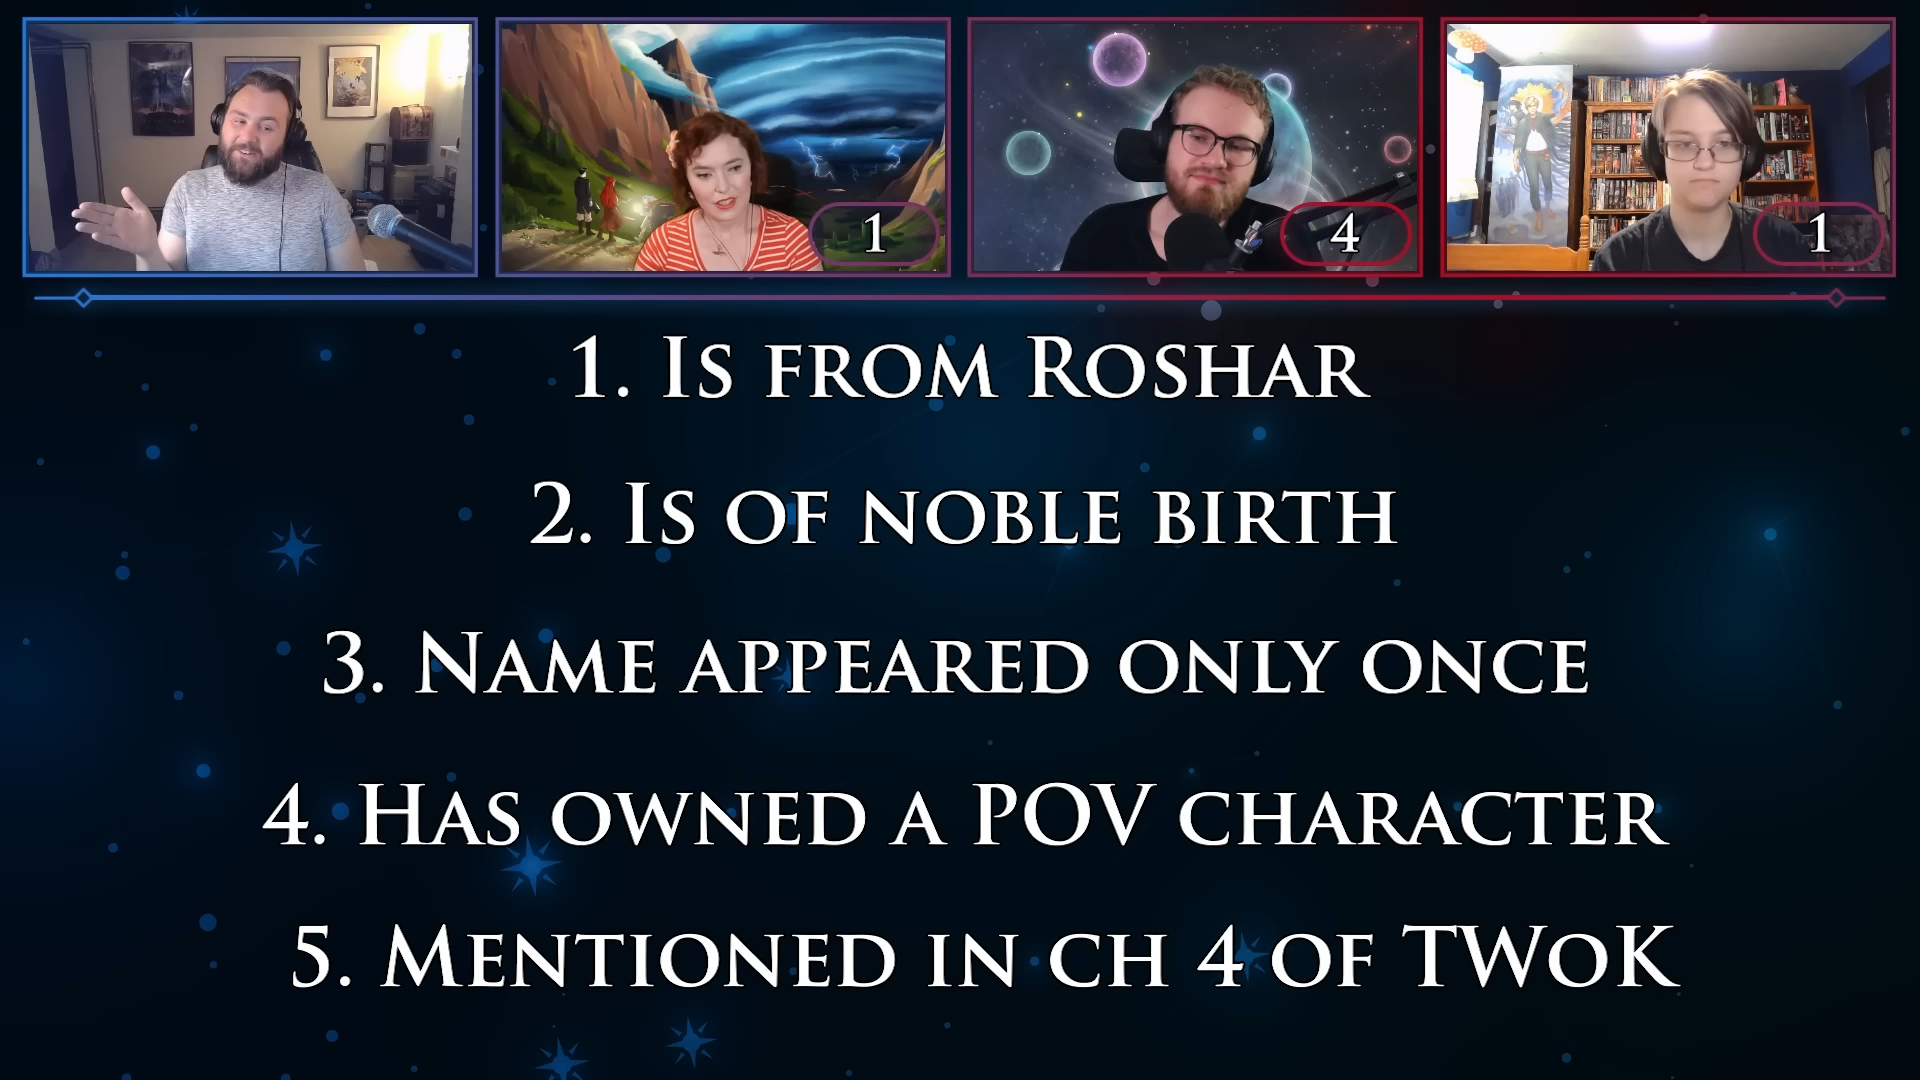 1
4
1
1. Is from Roshar
2. Is of noble birth
3. Name appeared only once
4. Has owned a POV character
5. Mentioned in ch 4 of TWoK